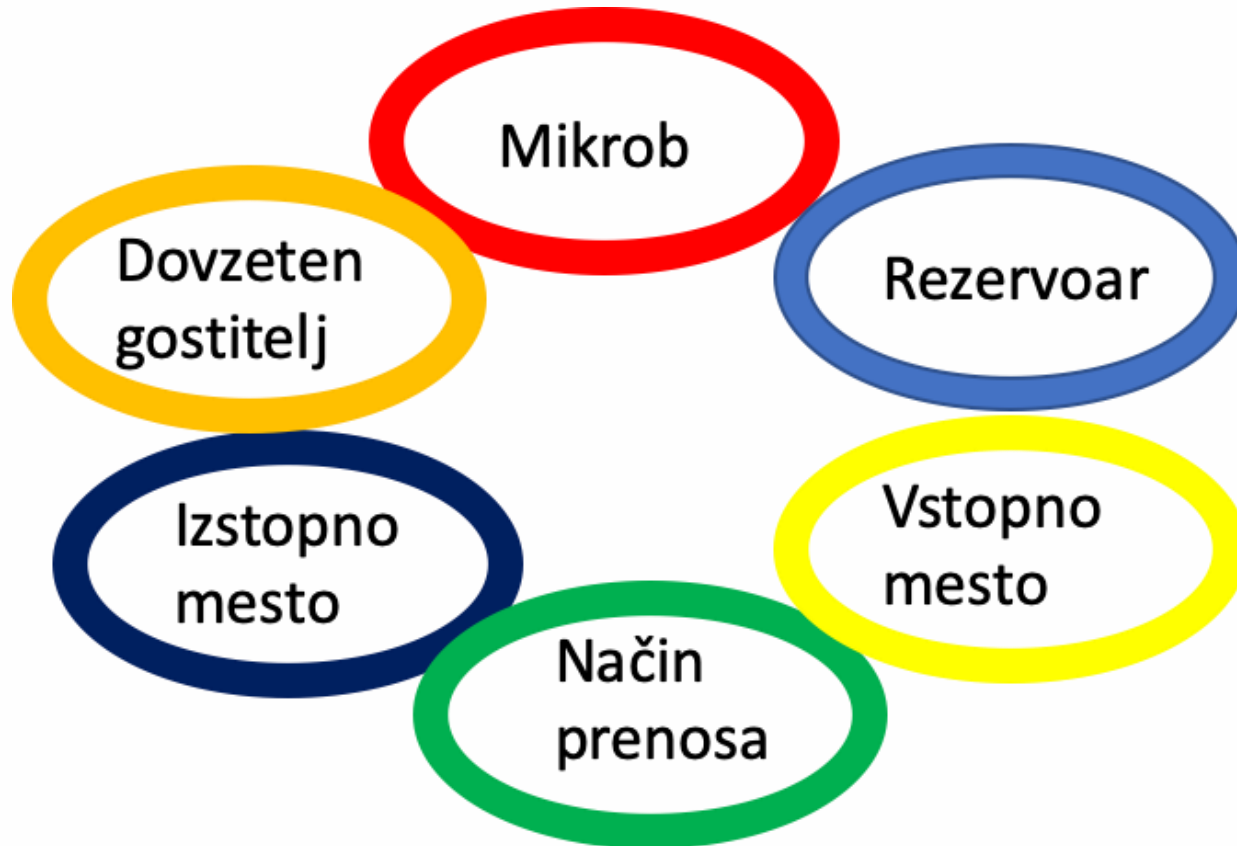 Mikrob
Rezervoar
Dovzeten
gostitelj
Vstopno
mesto
Izstopno
mesto
Način
prenosa